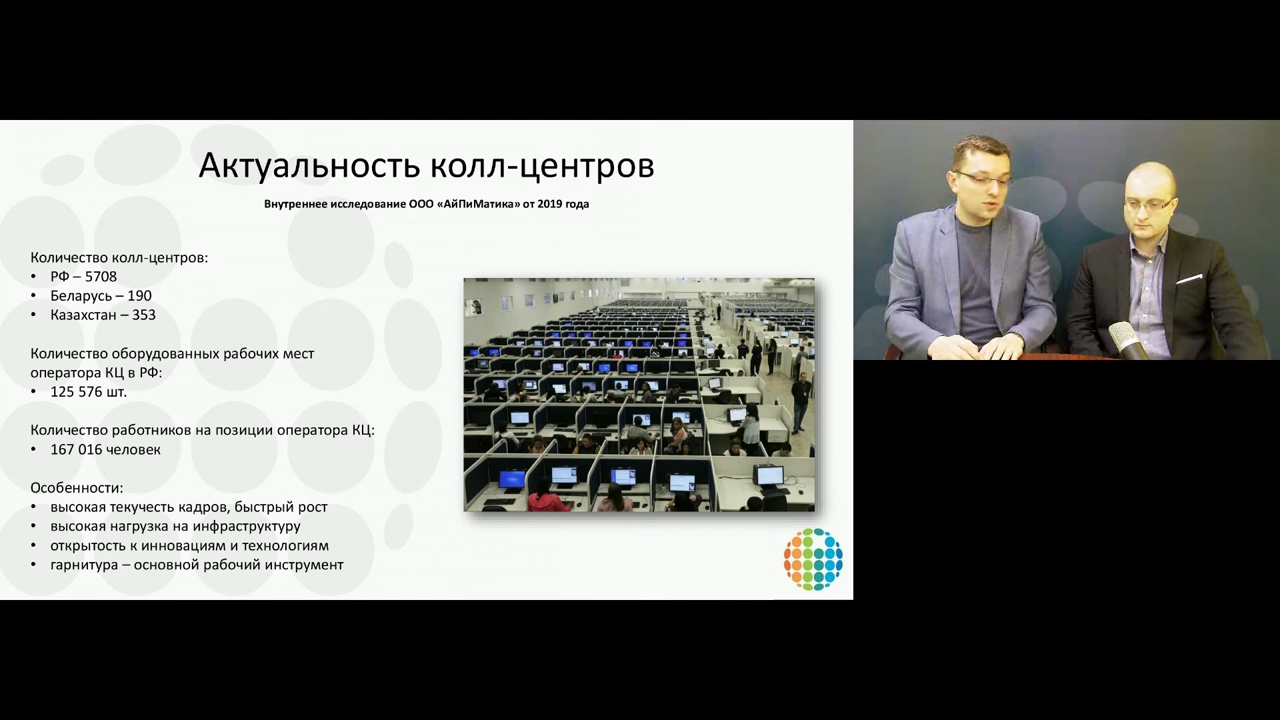 Актуальность колл-центров
Внутреннее исследование ООО «АйПиМатика» от 2019 года
Количество колл-центров:
• РФ – 5708
• Беларусь – 190
• Казахстан – 353
Количество оборудованных рабочих мест
оператора КЦ в РФ:
• 125 576 шт.
Количество работников на позиции оператора КЦ:
• 167 016 человек
Особенности:
• высокая текучесть кадров, быстрый рост
• высокая нагрузка на инфраструктуру
• открытость к инновациям и технологиям
• гарнитура – основной рабочий инструмент